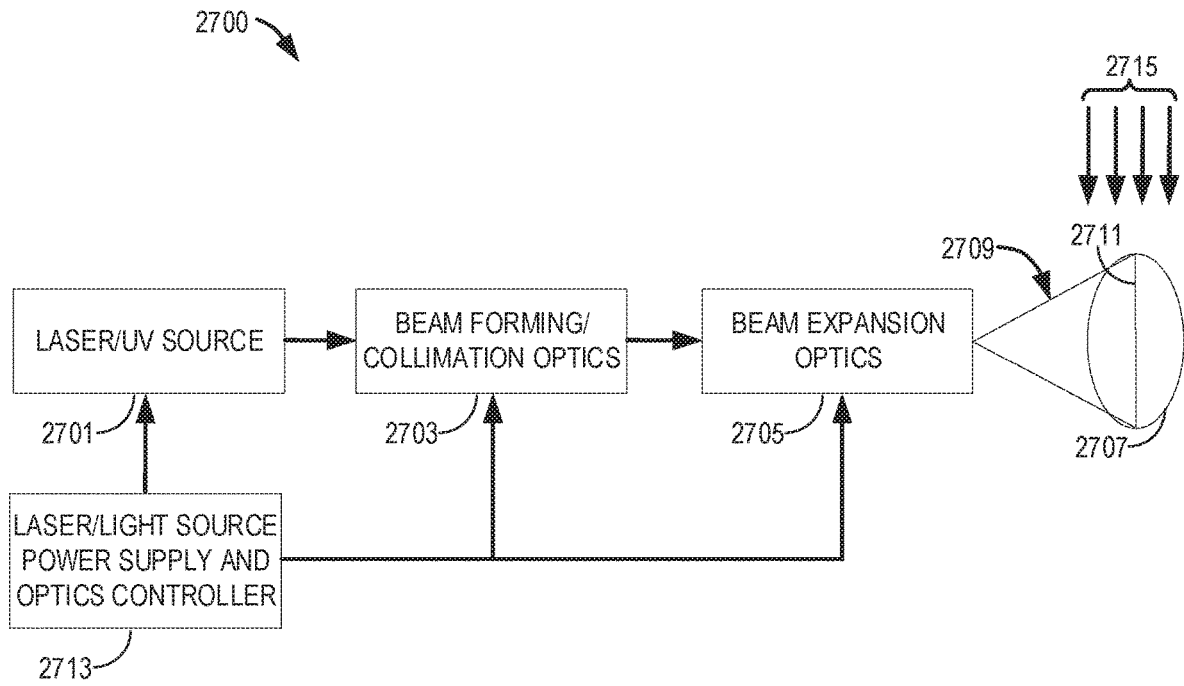 2700
2715
2711
2709
LASER/UV SOURCE
BEAM FORMING/
COLLIMATION OPTICS
BEAM EXPANSION
OPTICS
2701
2703
2705
2707
LASER/LIGHT SOURCE
POWER SUPPLY AND
OPTICS CONTROLLER
2713